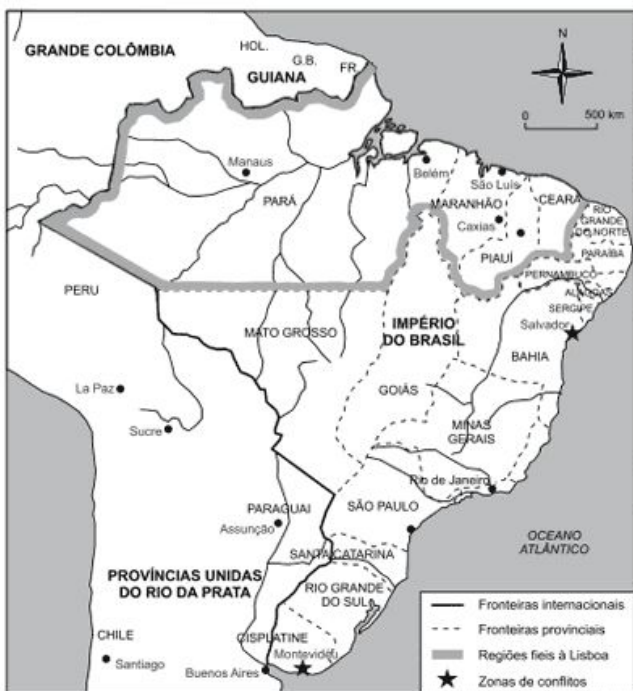 GRANDE COLÔMBIA
HOL.
G.B.
FR.
GUIANA
N
0 500 km
Manaus
Belém
São Luís
PARÁ
MARANHÃO
CEARÁ
Caxias
RIO
GRANDE
DO NORTE
PIAUÍ
PARAÍBA
PERNAMBUCO
ALAGOAS
SERGIPE
PERU
MATO GROSSO
IMPÉRIO
DO BRASIL
Salvador
BAHIA
La Paz
GOIÁS
Sucre
MINAS
GERAIS
Rio de Janeiro
PARAGUAI
SÃO PAULO
Assunção
OCEANO
ATLÂNTICO
SANTA CATARINA
PROVÍNCIAS UNIDAS
DO RIO DA PRATA
RIO GRANDE
DO SUL
CHILE
CISPLATINE
Montevidéu
Santiago
Buenos Aires
Fronteiras internacionais
Fronteiras provinciais
Regiões fieis à Lisboa
Zonas de conflitos